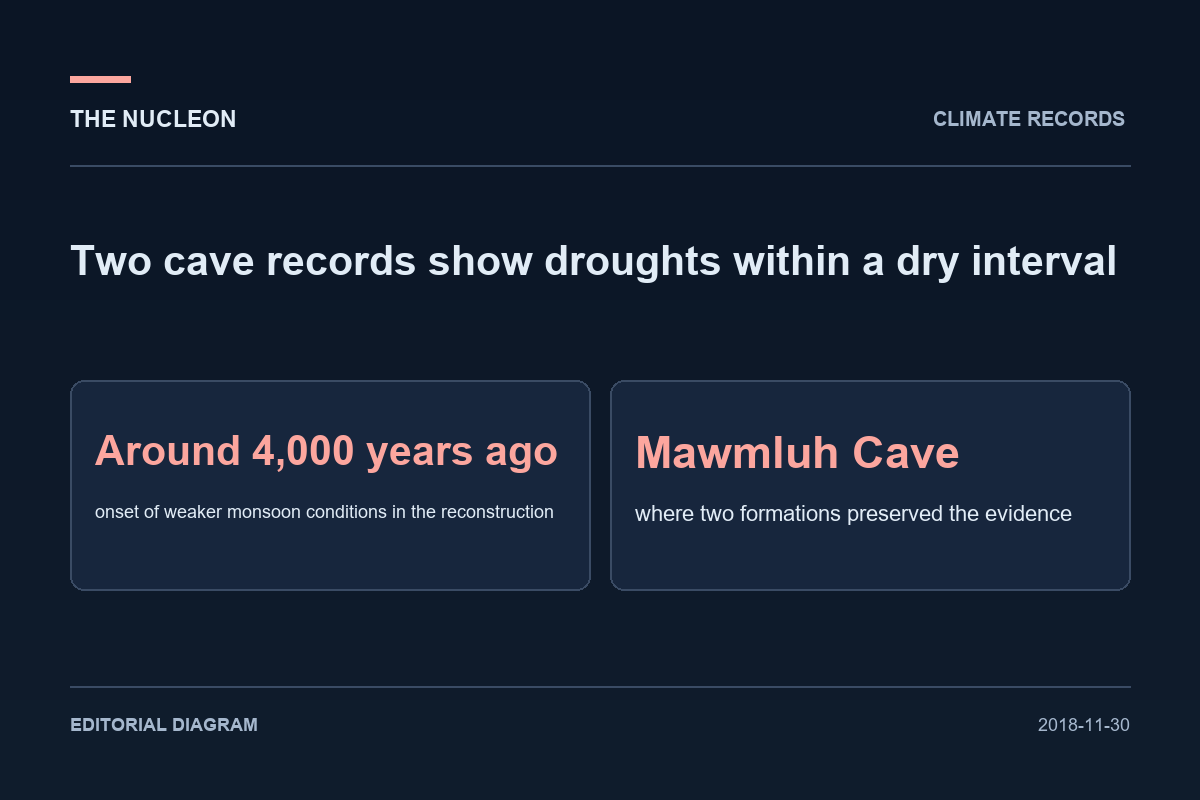 THE NUCLEON
CLIMATE RECORDS
Two cave records show droughts within a dry interval
Around 4,000 years ago
onset of weaker monsoon conditions in the reconstruction
Mawmluh Cave
where two formations preserved the evidence
EDITORIAL DIAGRAM
2018-11-30